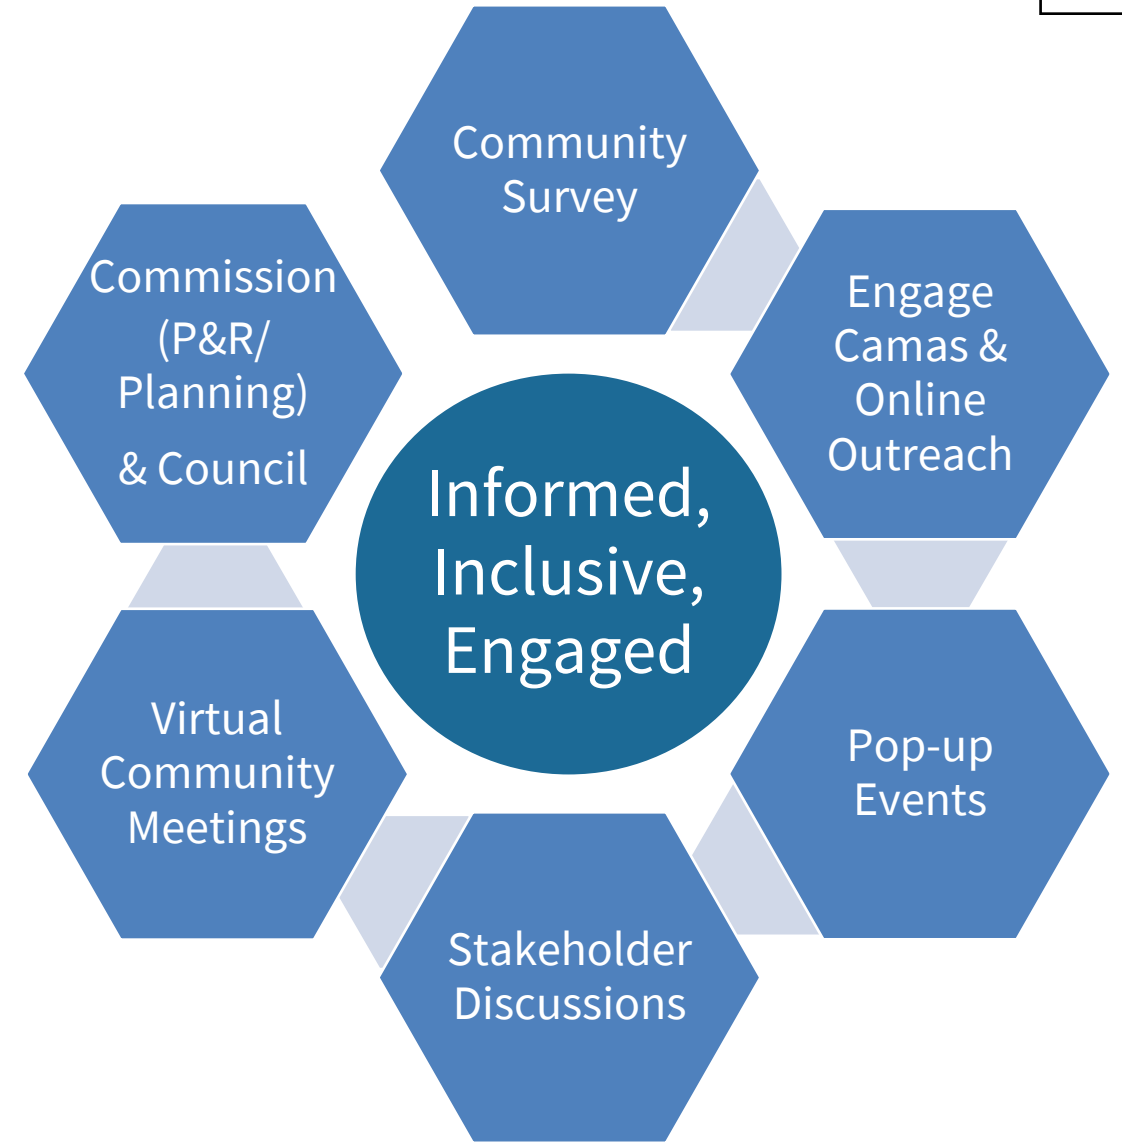 Community
Survey
Engage
Camas &
Online
Outreach
Pop-up
Events
Stakeholder
Discussions
Virtual
Community
Meetings
Commission
(P&R/
Planning)
& Council
Informed,
Inclusive,
Engaged